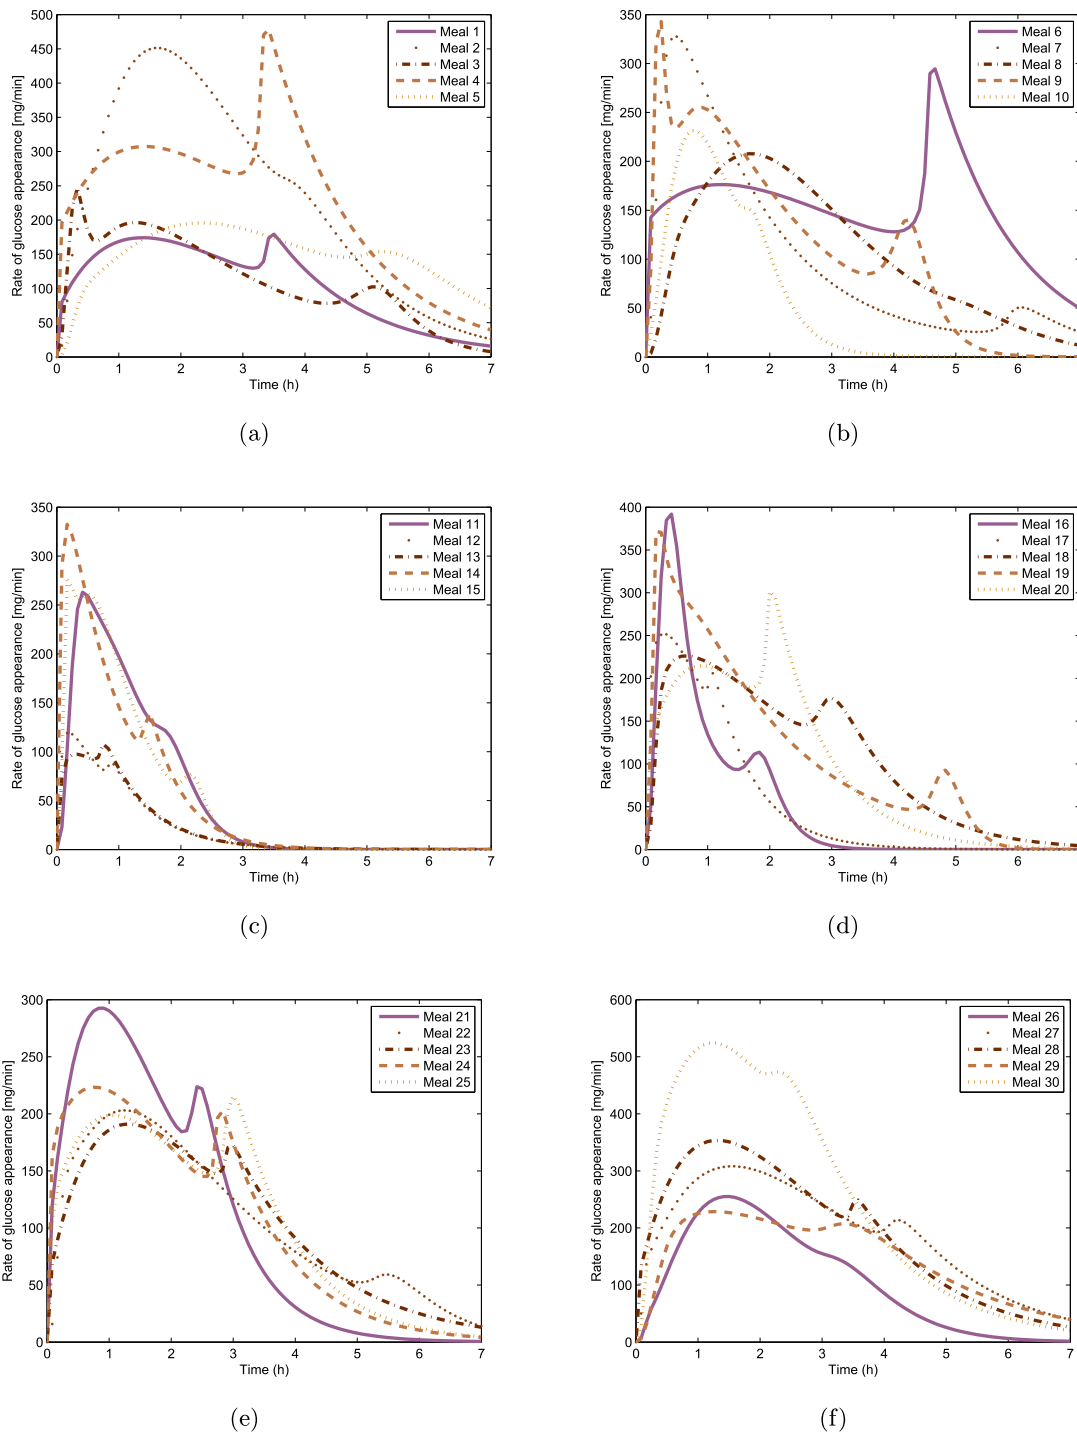 500
450
400
350
300
250
200
150
100
50
0
Rate of glucose appearance [mg/min]
Meal 1
Meal 2
Meal 3
Meal 4
Meal 5
0 1 2 3 4 5 6 7
Time (h)
(a)
350
300
250
200
150
100
50
0
Rate of glucose appearance [mg/min]
Meal 6
Meal 7
Meal 8
Meal 9
Meal 10
0 1 2 3 4 5 6
Time (h)
(b)
350
300
250
200
150
100
50
0
Rate of glucose appearance [mg/min]
Meal 11
Meal 12
Meal 13
Meal 14
Meal 15
0 1 2 3 4 5 6 7
Time (h)
(c)
400
350
300
250
200
150
100
50
0
Rate of glucose appearance [mg/min]
Meal 16
Meal 17
Meal 18
Meal 19
Meal 20
0 1 2 3 4 5 6
Time (h)
(d)
300
250
200
150
100
50
0
Rate of glucose appearance [mg/min]
Meal 21
Meal 22
Meal 23
Meal 24
Meal 25
0 1 2 3 4 5 6 7
Time (h)
(e)
600
500
400
300
200
100
0
Rate of glucose appearance [mg/min]
Meal 26
Meal 27
Meal 28
Meal 29
Meal 30
0 1 2 3 4 5 6 7
Time (h)
(f)